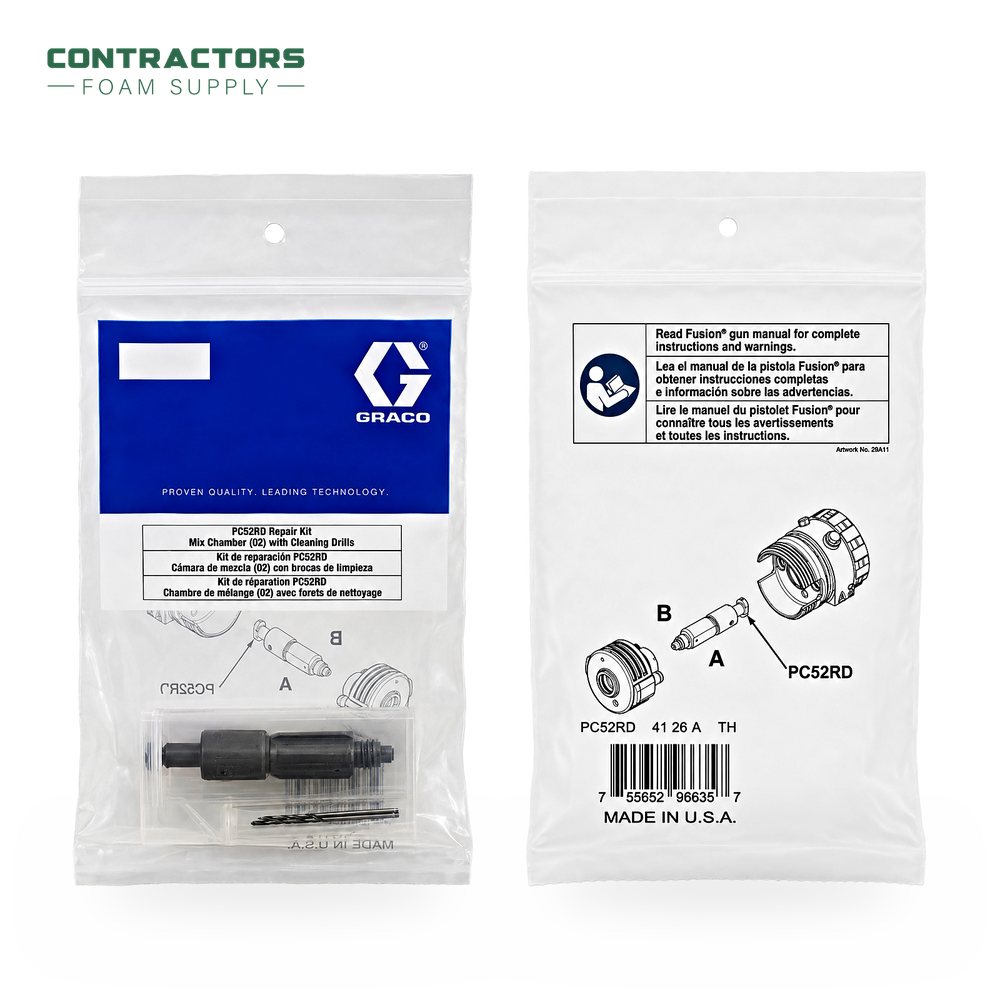 CONTRACTORS
FOAM SUPPLY
GRACO
PROVEN QUALITY. LEADING TECHNOLOGY.
PC52RD Repair Kit
Mix Chamber (02) with Cleaning Drills
Kit de reparación PC52RD
Cámara de mezcla (02) con brocas de limpieza
Kit de réparation PC52RD
Chambre de mélange (02) avec forets de nettoyage
B
A
PC52RD
MADE IN U.S.A.
Read Fusion® gun manual for complete
instructions and warnings.
Lea el manual de la pistola Fusion® para
obtener instrucciones completas
e información sobre las advertencias.
Lire le manuel du pistolet Fusion® pour
connaître tous les avertissements
et toutes les instructions.
Artwork No. 29A11
B
A
PC52RD
PC52RD 41 26 A TH
7 55652 96635 7
MADE IN U.S.A.